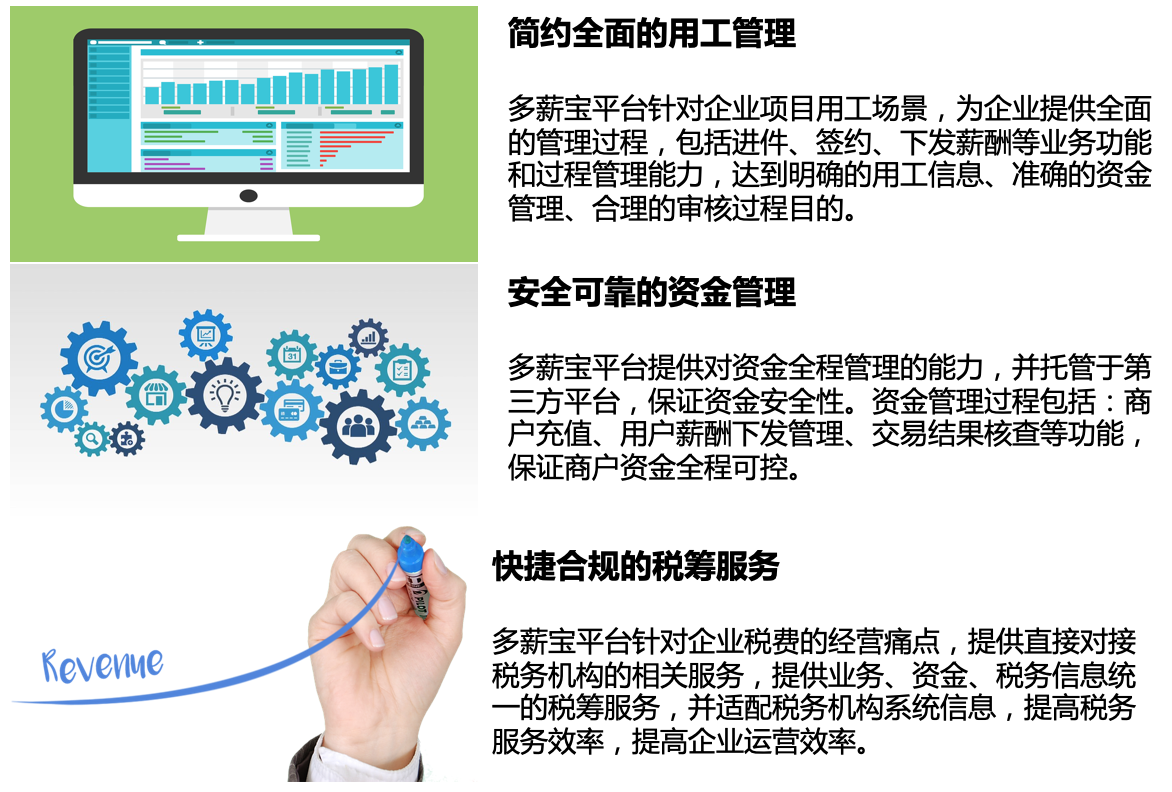 简约全面的用工管理
多薪宝平台针对企业项目用工场景，为企业提供全面
的管理过程，包括进件、签约、下发薪酬等业务功能
和过程管理能力，达到明确的用工信息、准确的资金
管理、合理的审核过程目的。
安全可靠的资金管理
多薪宝平台提供对资金全程管理的能力，并托管于第
三方平台，保证资金安全性。资金管理过程包括：商
户充值、用户薪酬下发管理、交易结果核查等功能，
保证商户资金全程可控。
31
快捷合规的税筹服务
多薪宝平台针对企业税费的经营痛点，提供直接对接
税务机构的相关服务，提供业务、资金、税务信息统
一的税筹服务，并适配税务机构系统信息，提高税务
服务效率，提高企业运营效率。
Revenue
PILOT